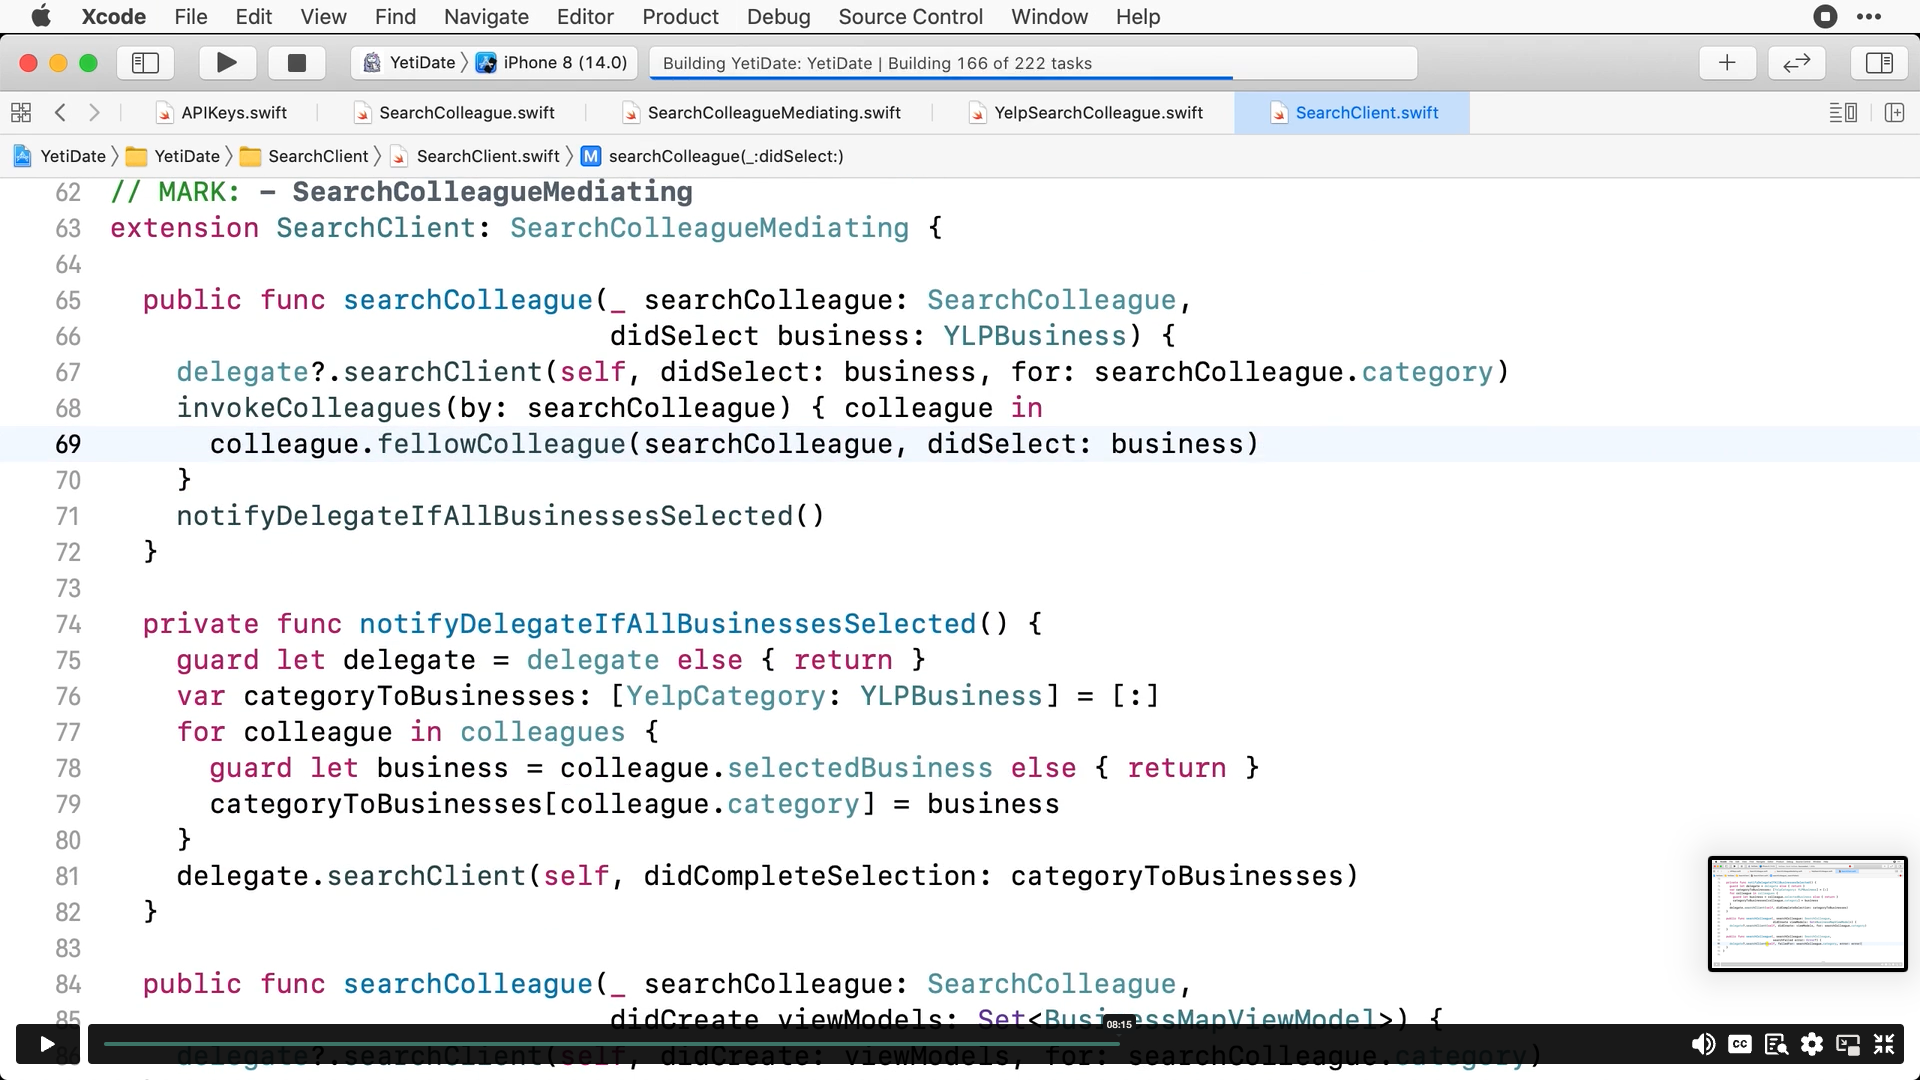 Xcode File Edit View Find Navigate Editor Product Debug Source Control Window Help
YetiDate iPhone 8 (14.0) Building YetiDate: YetiDate | Building 166 of 222 tasks
APIKeys.swift SearchColleague.swift SearchColleagueMediating.swift YelpSearchColleague.swift SearchClient.swift
YetiDate YetiDate SearchClient SearchClient.swift M searchColleague(_:didSelect:)
62 // MARK: - SearchColleagueMediating
63 extension SearchClient: SearchColleagueMediating {
64
65 public func searchColleague(_ searchColleague: SearchColleague,
66 didSelect business: YLPBusiness) {
67 delegate?.searchClient(self, didSelect: business, for: searchColleague.category)
68 invokeColleagues(by: searchColleague) { colleague in
69 colleague.fellowColleague(searchColleague, didSelect: business)
70 }
71 notifyDelegateIfAllBusinessesSelected()
72 }
73
74 private func notifyDelegateIfAllBusinessesSelected() {
75 guard let delegate = delegate else { return }
76 var categoryToBusinesses: [YelpCategory: YLPBusiness] = [:]
77 for colleague in colleagues {
78 guard let business = colleague.selectedBusiness else { return }
79 categoryToBusinesses[colleague.category] = business
80 }
81 delegate.searchClient(self, didCompleteSelection: categoryToBusinesses)
82 }
83
84 public func searchColleague(_ searchColleague: SearchColleague,
85 didCreate viewModels: Set<BusinessMapViewModel>) {
08:15
86 delegate?.searchClient(self, didCreate: viewModels, for: searchColleague.category)
CC